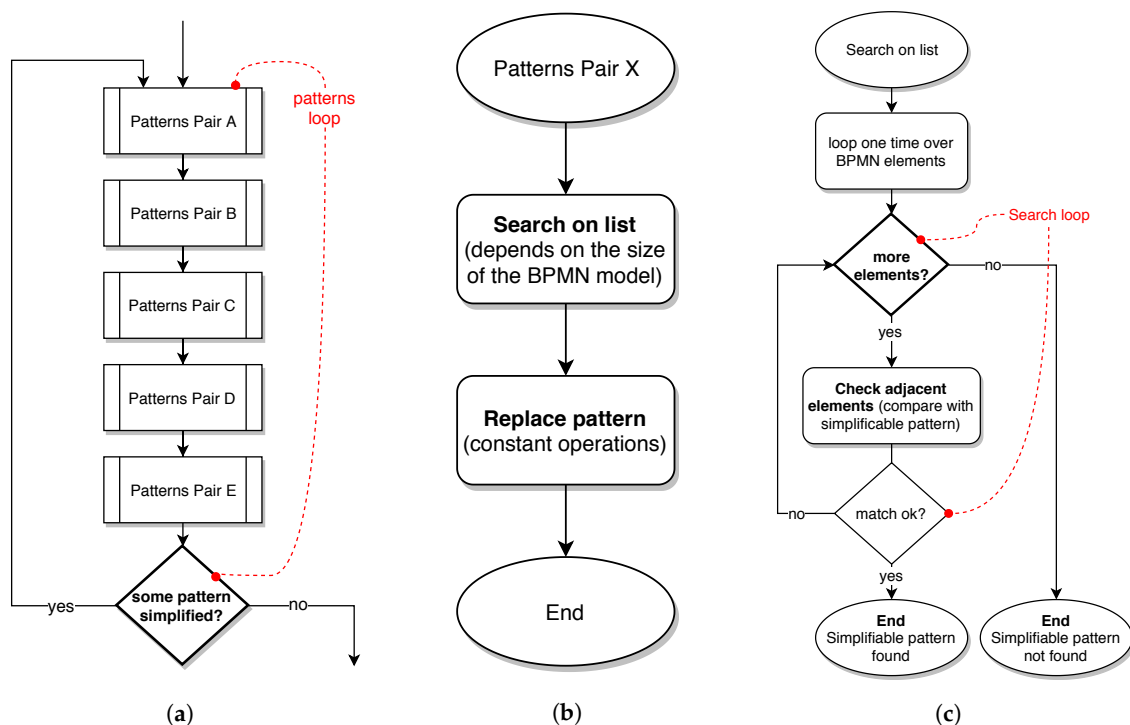 Patterns Pair A
patterns
loop
Patterns Pair B
Patterns Pair C
Patterns Pair D
Patterns Pair E
some pattern
simplified?
yes
no
(a)
Patterns Pair X
Search on list
(depends on the size
of the BPMN model)
Replace pattern
(constant operations)
End
(b)
Search on list
loop one time over
BPMN elements
Search loop
more
elements?
no
yes
Check adjacent
elements (compare with
simplificable pattern)
match ok?
no
yes
End
Simplifiable pattern
found
End
Simplifiable pattern
not found
(c)